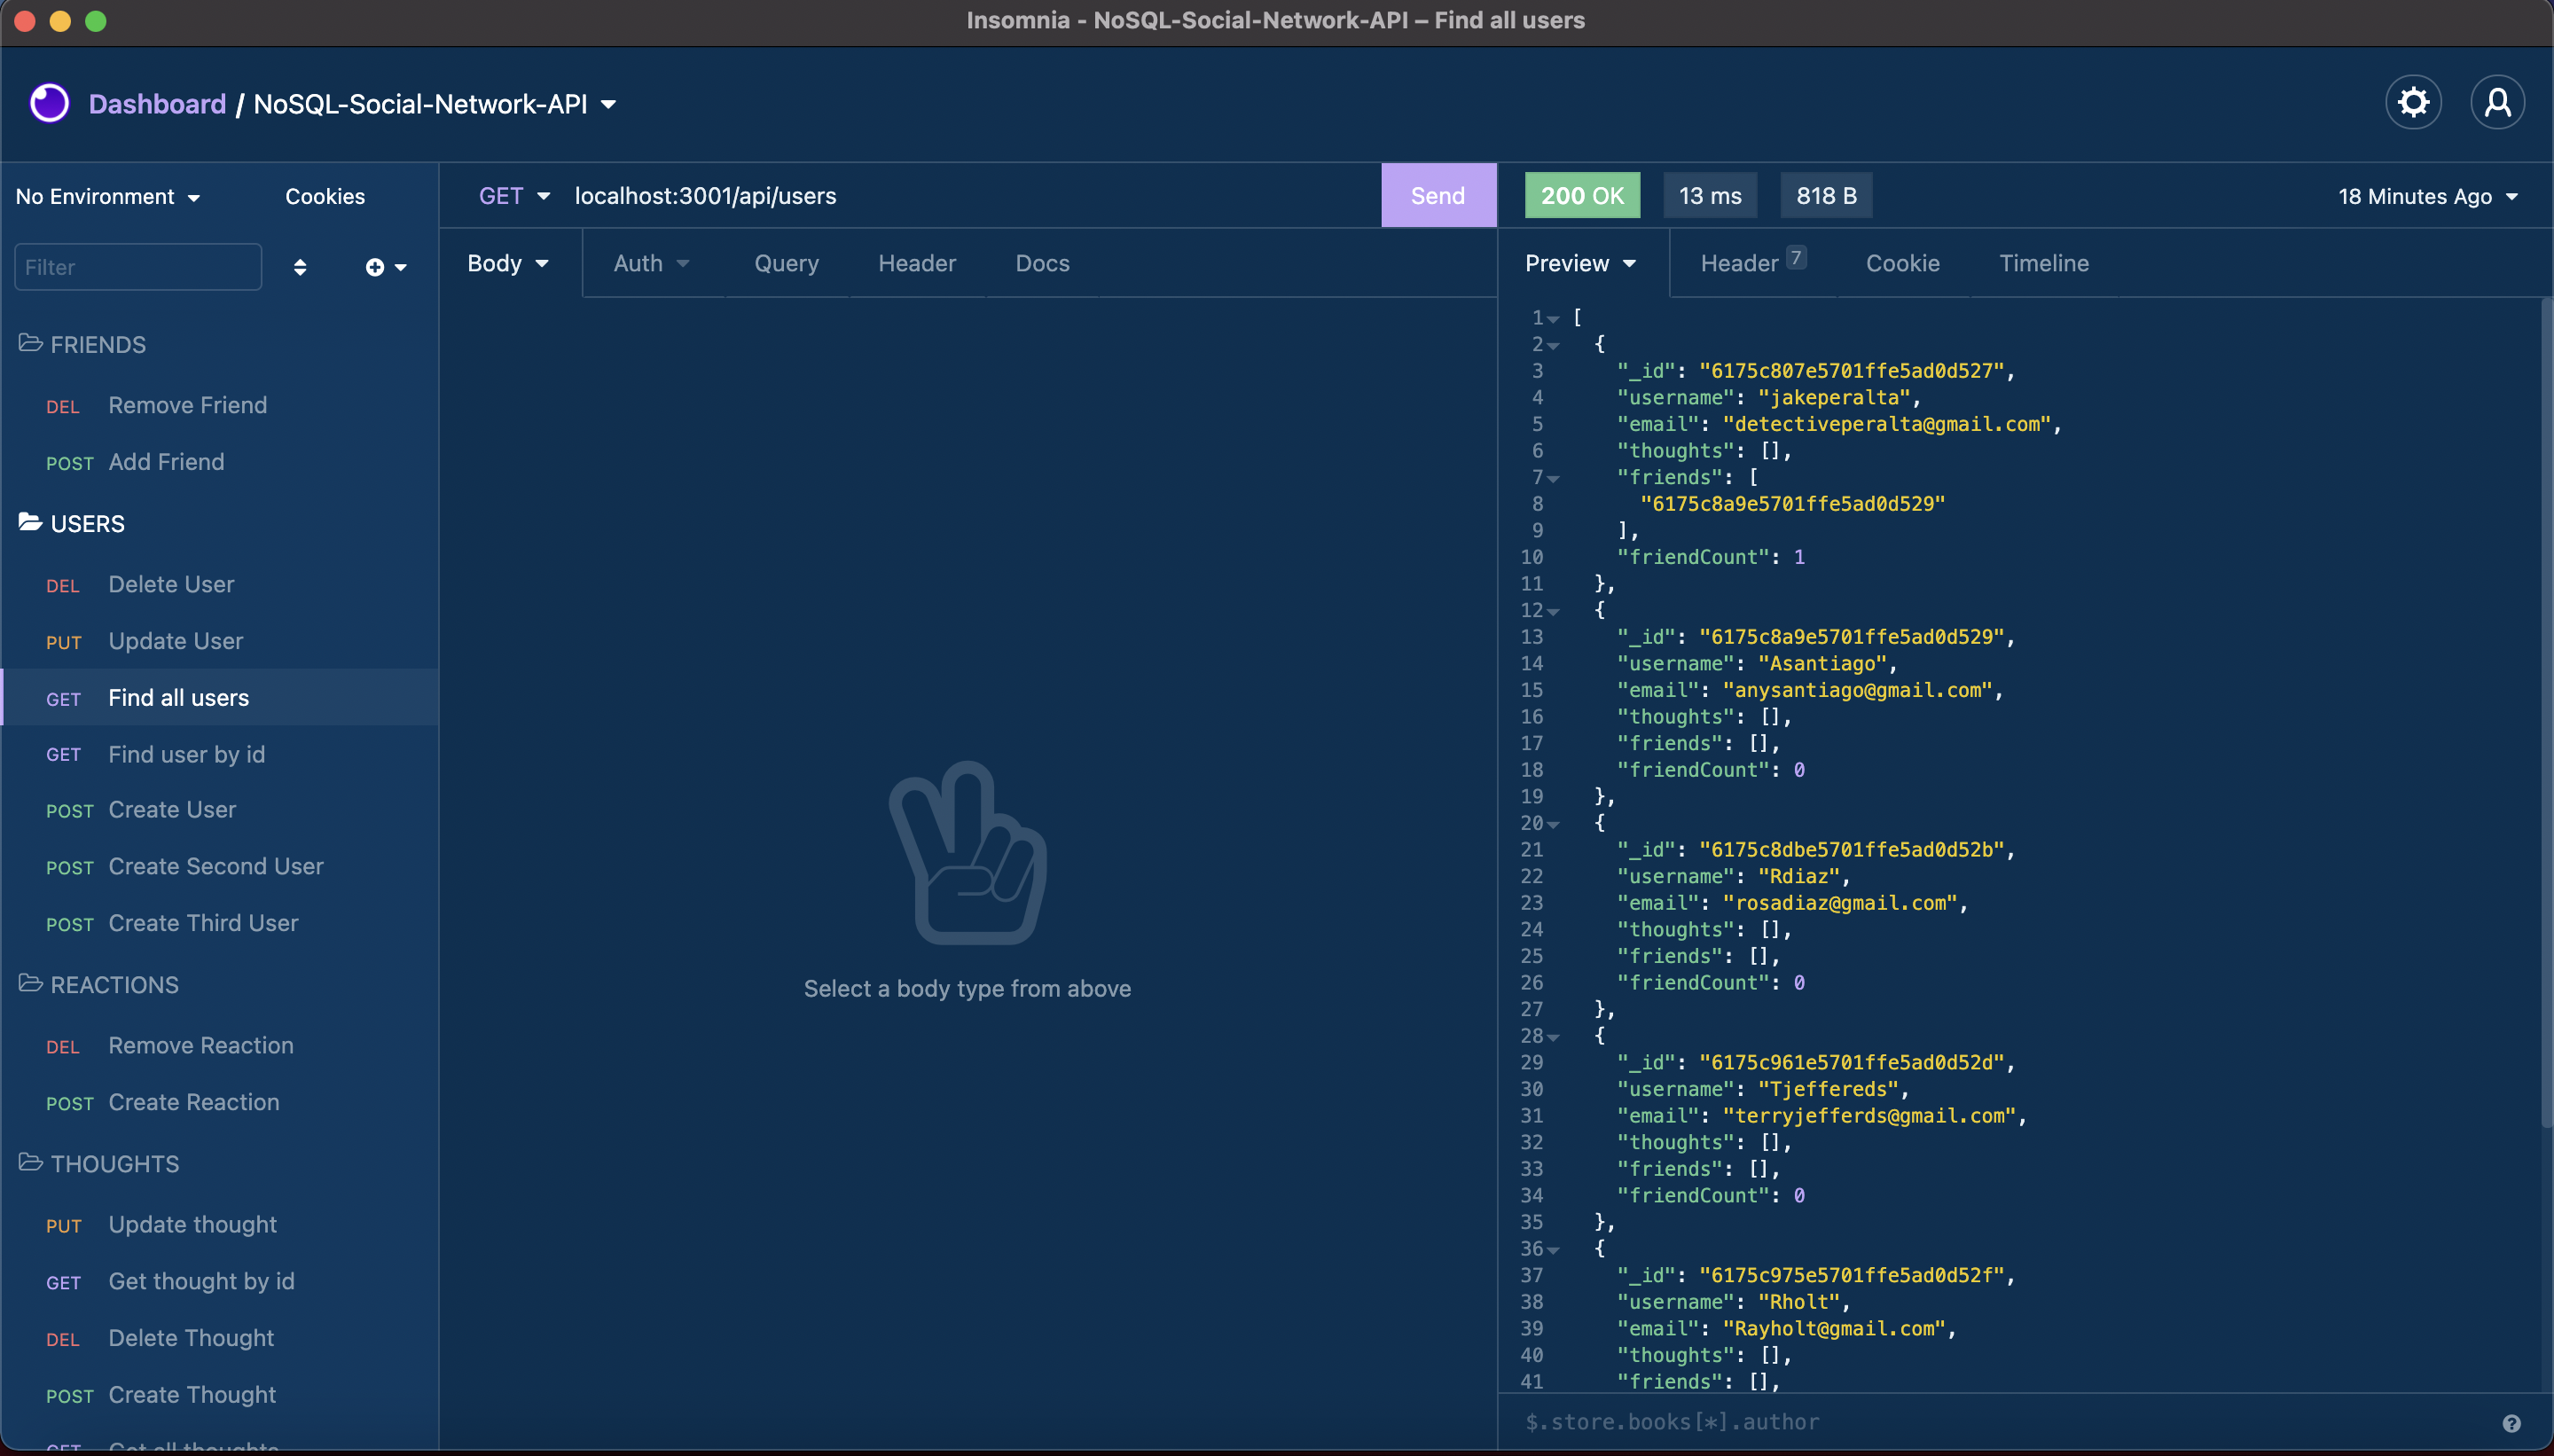 Insomnia - NoSQL-Social-Network-API – Find all users
Dashboard / NoSQL-Social-Network-API
No Environment
Cookies
Filter
FRIENDS
DEL Remove Friend
POST Add Friend
USERS
DEL Delete User
PUT Update User
GET Find all users
GET Find user by id
POST Create User
POST Create Second User
POST Create Third User
REACTIONS
DEL Remove Reaction
POST Create Reaction
THOUGHTS
PUT Update thought
GET Get thought by id
DEL Delete Thought
POST Create Thought
GET Get all thoughts
GET localhost:3001/api/users Send
Body Auth Query Header Docs
Select a body type from above
200 OK 13 ms 818 B 18 Minutes Ago
Preview Header 7 Cookie Timeline
1 [
2 {
3 "_id": "6175c807e5701ffe5ad0d527",
4 "username": "jakeperalta",
5 "email": "detectiveperalta@gmail.com",
6 "thoughts": [],
7 "friends": [
8 "6175c8a9e5701ffe5ad0d529"
9 ],
10 "friendCount": 1
11 },
12 {
13 "_id": "6175c8a9e5701ffe5ad0d529",
14 "username": "Asantiago",
15 "email": "anysantiago@gmail.com",
16 "thoughts": [],
17 "friends": [],
18 "friendCount": 0
19 },
20 {
21 "_id": "6175c8dbe5701ffe5ad0d52b",
22 "username": "Rdiaz",
23 "email": "rosadiaz@gmail.com",
24 "thoughts": [],
25 "friends": [],
26 "friendCount": 0
27 },
28 {
29 "_id": "6175c961e5701ffe5ad0d52d",
30 "username": "Tjeffereds",
31 "email": "terryjefferds@gmail.com",
32 "thoughts": [],
33 "friends": [],
34 "friendCount": 0
35 },
36 {
37 "_id": "6175c975e5701ffe5ad0d52f",
38 "username": "Rholt",
39 "email": "Rayholt@gmail.com",
40 "thoughts": [],
41 "friends": [],
$.store.books[*].author